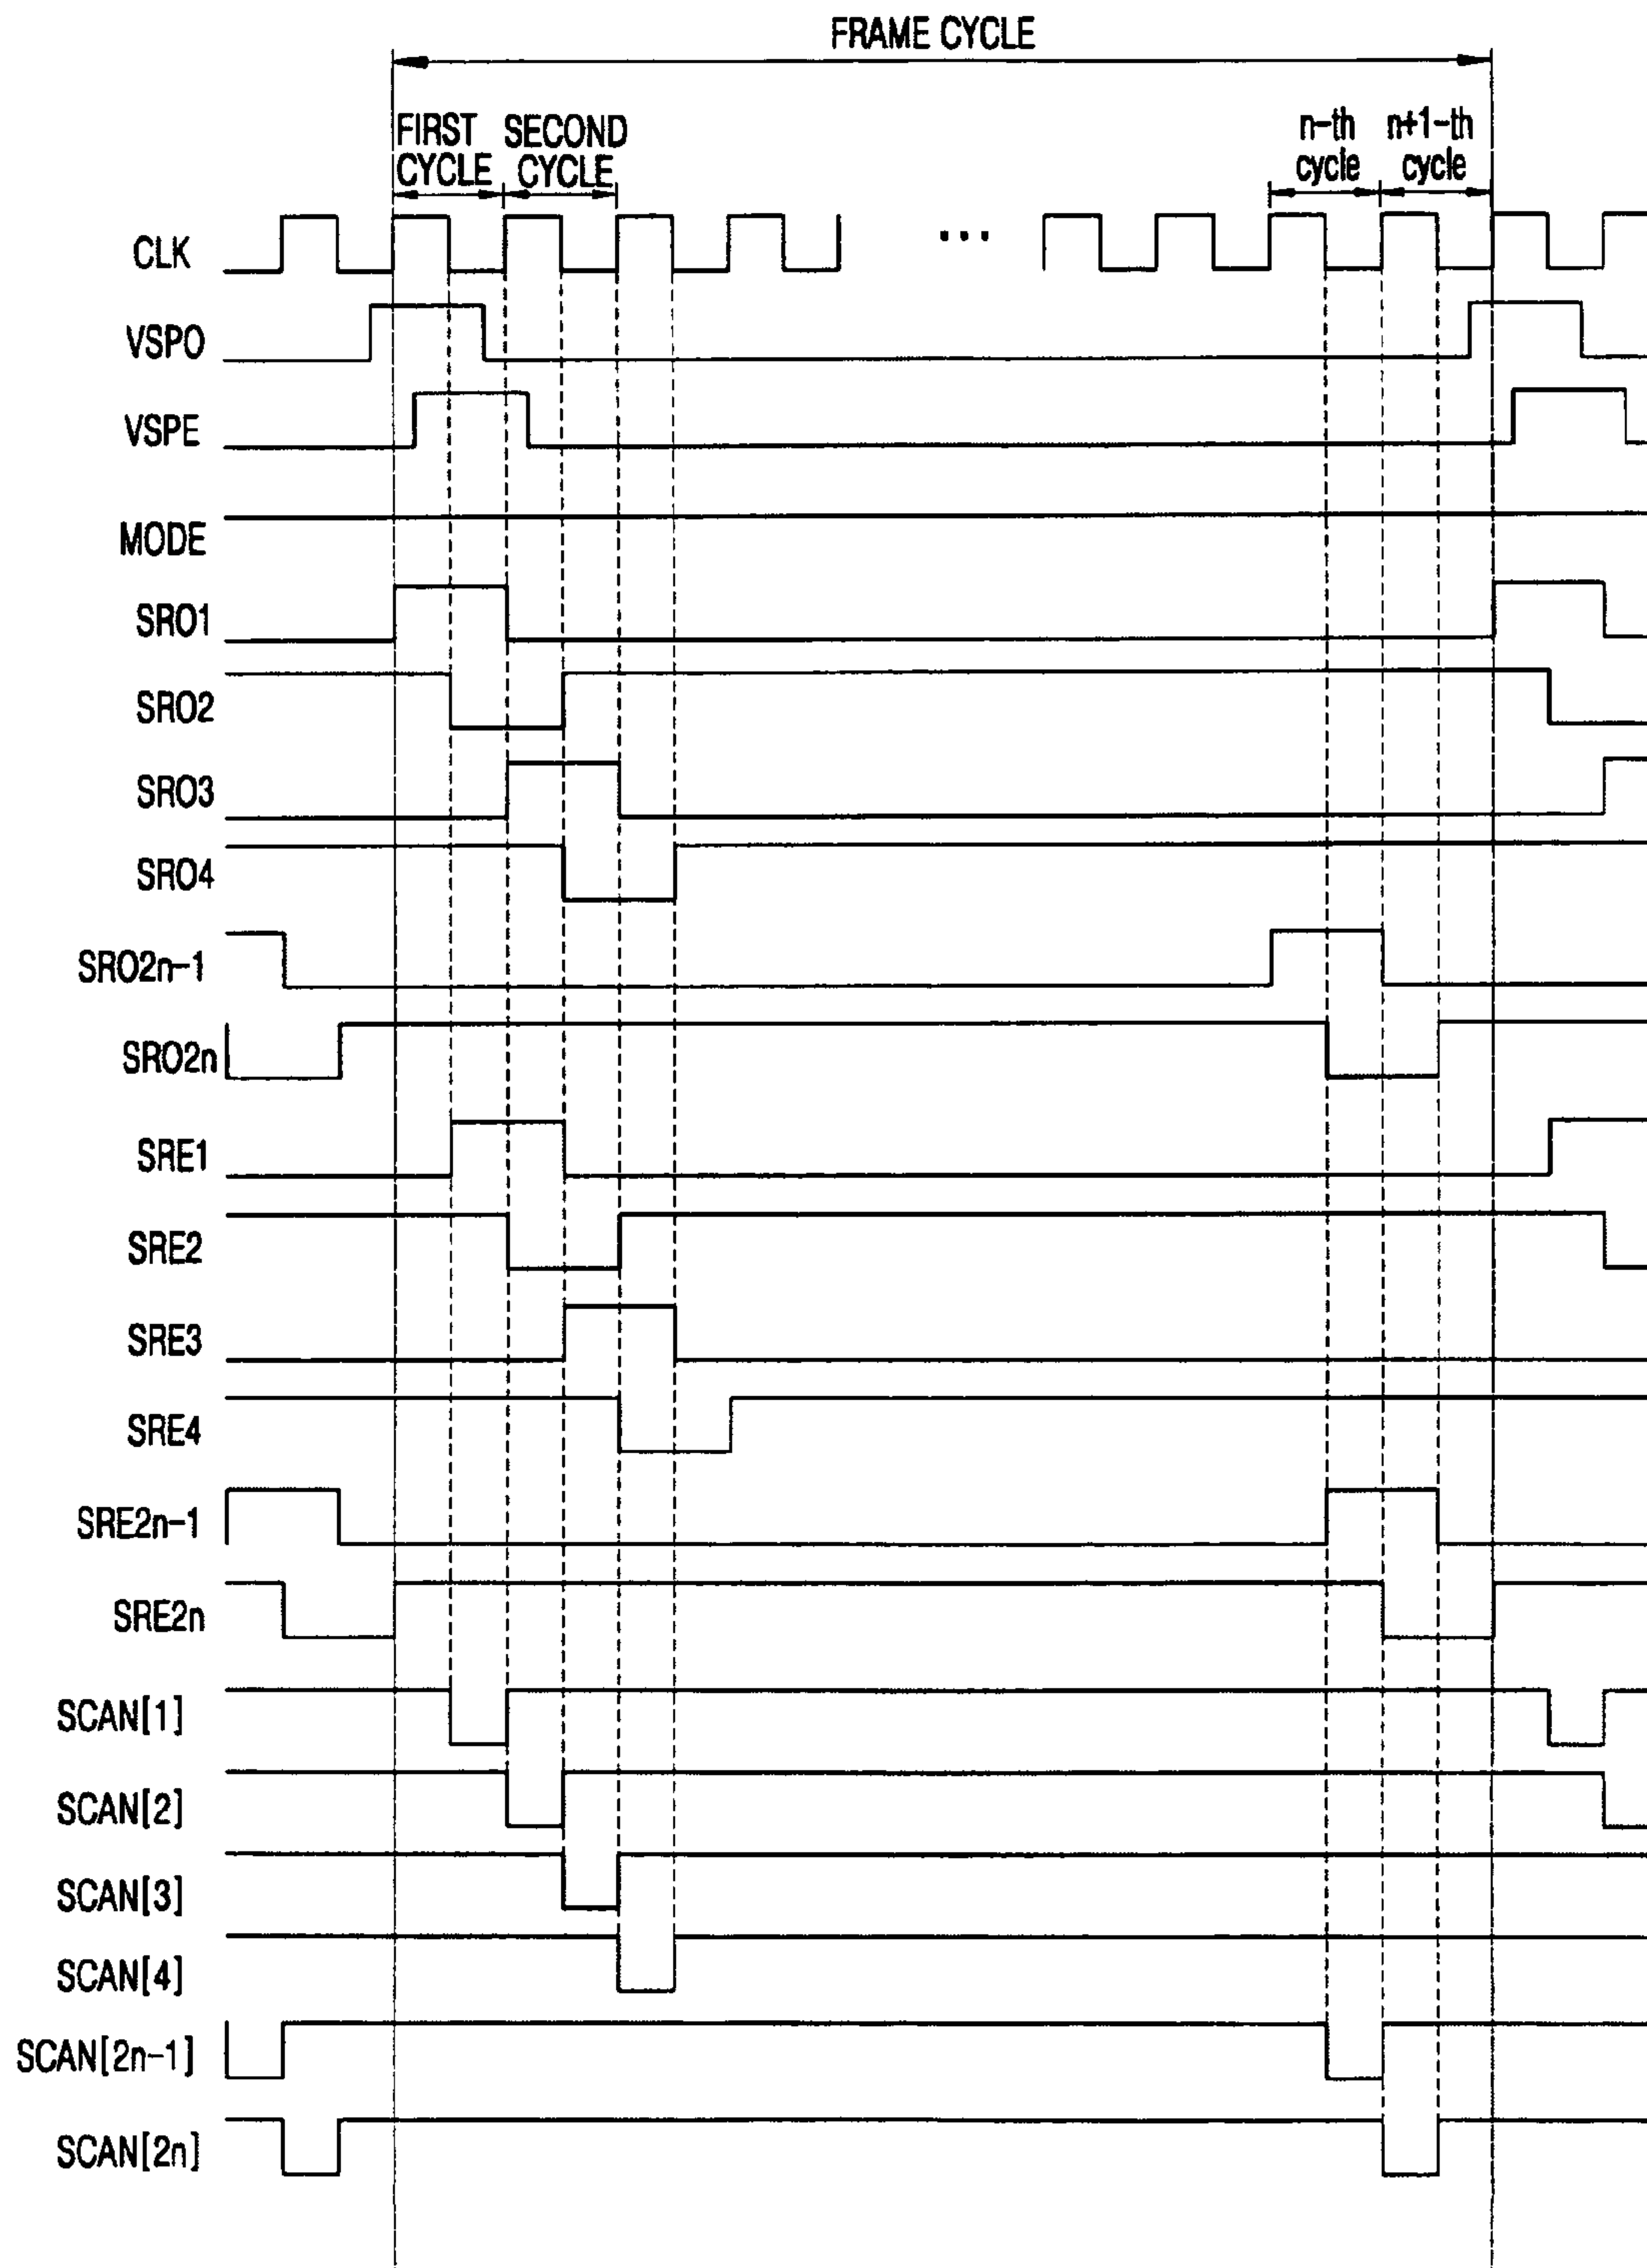 FRAME CYCLE
FIRST CYCLE
SECOND CYCLE
n-th cycle
n+1-th cycle
CLK
...
VSPO
VSPE
MODE
SRO1
SRO2
SRO3
SRO4
SRO2n-1
SRO2n
SRE1
SRE2
SRE3
SRE4
SRE2n-1
SRE2n
SCAN[1]
SCAN[2]
SCAN[3]
SCAN[4]
SCAN[2n-1]
SCAN[2n]